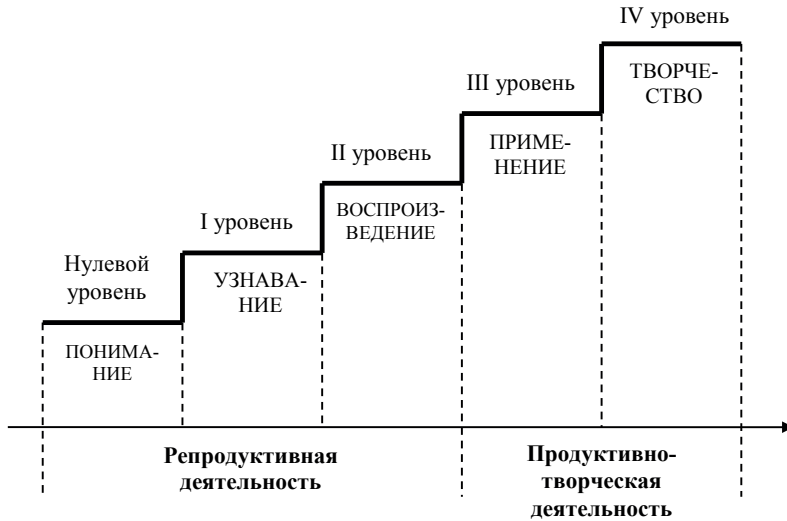 IV уровень
ТВОРЧЕ-
СТВО
III уровень
ПРИМЕ-
НЕНИЕ
II уровень
ВОСПРОИЗ-
ВЕДЕНИЕ
I уровень
УЗНАВА-
НИЕ
Нулевой
уровень
ПОНИМА-
НИЕ
Репродуктивная
деятельность
Продуктивно-
творческая
деятельность